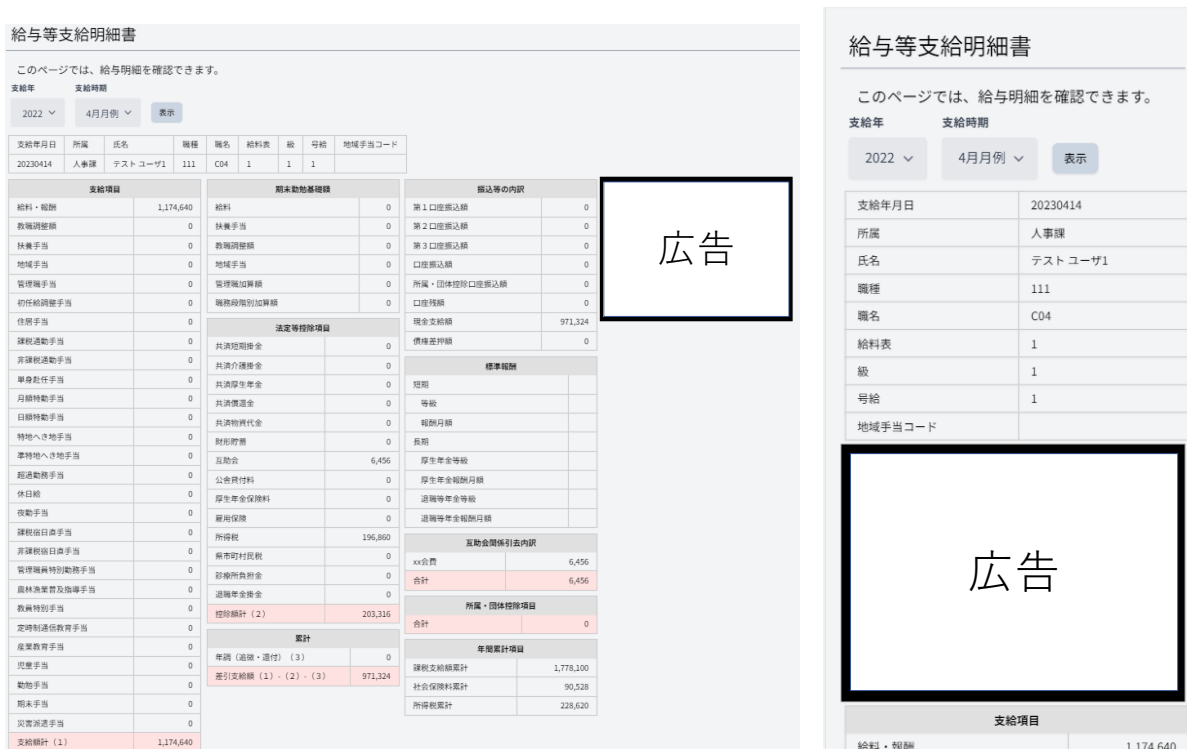 給与等支給明細書
このページでは、給与明細を確認できます。
支給年 支給時期
2022 4月月例 表示
支給年月日 所属 氏名 職種 職名 給料表 級 号給 地域手当コード
20230414 人事課 テスト ユーザ1 111 C04 1 1 1
支給項目
給料・報酬 1,174,640
教職調整額 0
扶養手当 0
地域手当 0
管理職手当 0
初任給調整手当 0
住居手当 0
課税通勤手当 0
非課税通勤手当 0
単身赴任手当 0
月額特勤手当 0
日額特勤手当 0
特地へき地手当 0
準特地へき地手当 0
超過勤務手当 0
休日給 0
夜勤手当 0
課税宿日直手当 0
非課税宿日直手当 0
管理職員特別勤務手当 0
農林漁業普及指導手当 0
教員特別手当 0
定時制通信教育手当 0
産業教育手当 0
児童手当 0
勤勉手当 0
期末手当 0
災害派遣手当 0
支給額計（1） 1,174,640
期末勤勉基礎額
給料 0
扶養手当 0
教職調整額 0
地域手当 0
管理職加算額 0
職務段階別加算額 0
法定等控除項目
共済短期掛金 0
共済介護掛金 0
共済厚生年金 0
共済償還金 0
共済物資代金 0
財形貯蓄 0
互助会 6,456
公舎貸付料 0
厚生年金保険料 0
雇用保険 0
所得税 196,860
県市町村民税 0
診療所負担金 0
退職年金掛金 0
控除額計（2） 203,316
累計
年調（追徴・還付）（3） 0
差引支給額（1）-（2）-（3） 971,324
振込等の内訳
第1口座振込額 0
第2口座振込額 0
第3口座振込額 0
口座振込額 0
所属・団体控除口座振込額 0
口座残額 0
現金支給額 971,324
債権差押額 0
標準報酬
短期
等級
報酬月額
長期
厚生年金等級
厚生年金報酬月額
退職等年金等級
退職等年金報酬月額
互助会関係引去内訳
xx会費 6,456
合計 6,456
所属・団体控除項目
合計 0
年間累計項目
課税支給額累計 1,778,100
社会保険料累計 90,528
所得税累計 228,620
広告
給与等支給明細書
このページでは、給与明細を確認できます。
支給年 支給時期
2022 4月月例 表示
支給年月日 20230414
所属 人事課
氏名 テスト ユーザ1
職種 111
職名 C04
給料表 1
級 1
号給 1
地域手当コード
広告
支給項目
給料・報酬 1,174,640